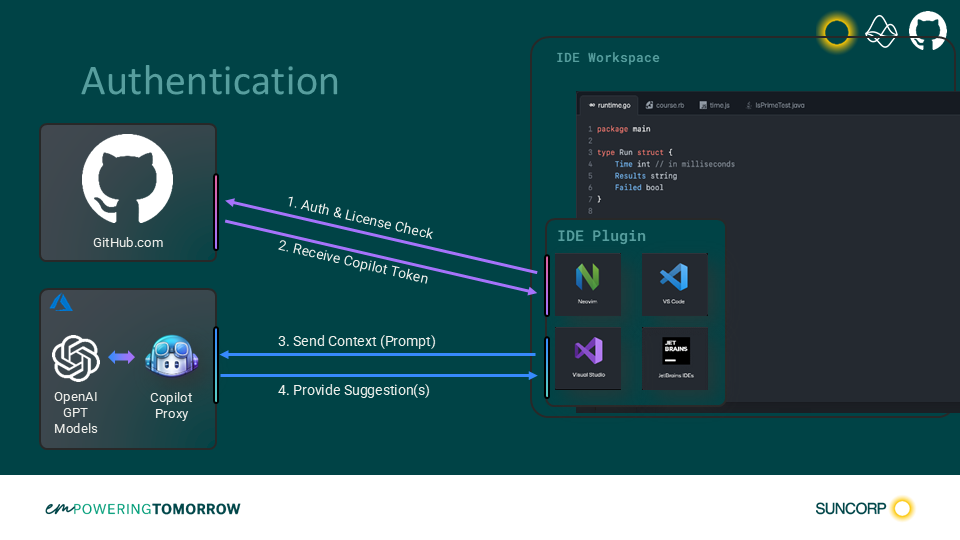 Authentication
GitHub.com
1. Auth & License Check
2. Receive Copilot Token
3. Send Context (Prompt)
4. Provide Suggestion(s)
OpenAI
GPT
Models
Copilot
Proxy
IDE Workspace
runtime.go
course.rb
time.js
IsPrimeTest.java
1 package main
2
3 type Run struct {
4 Time int // in milliseconds
5 Results string
6 Failed bool
7 }
8
IDE Plugin
Neovim
VS Code
Visual Studio
JET
BRAINS
JetBrains IDEs
emPOWERINGTOMORROW
SUNCORP